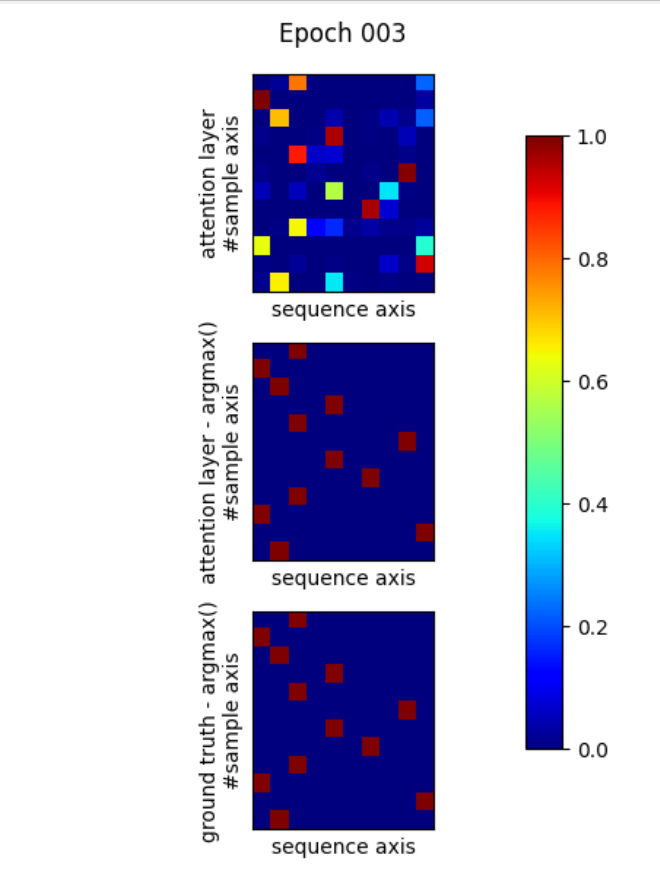 Epoch 003
attention layer
#sample axis
sequence axis
attention layer - argmax()
#sample axis
sequence axis
ground truth - argmax()
#sample axis
sequence axis
1.0
0.8
0.6
0.4
0.2
0.0